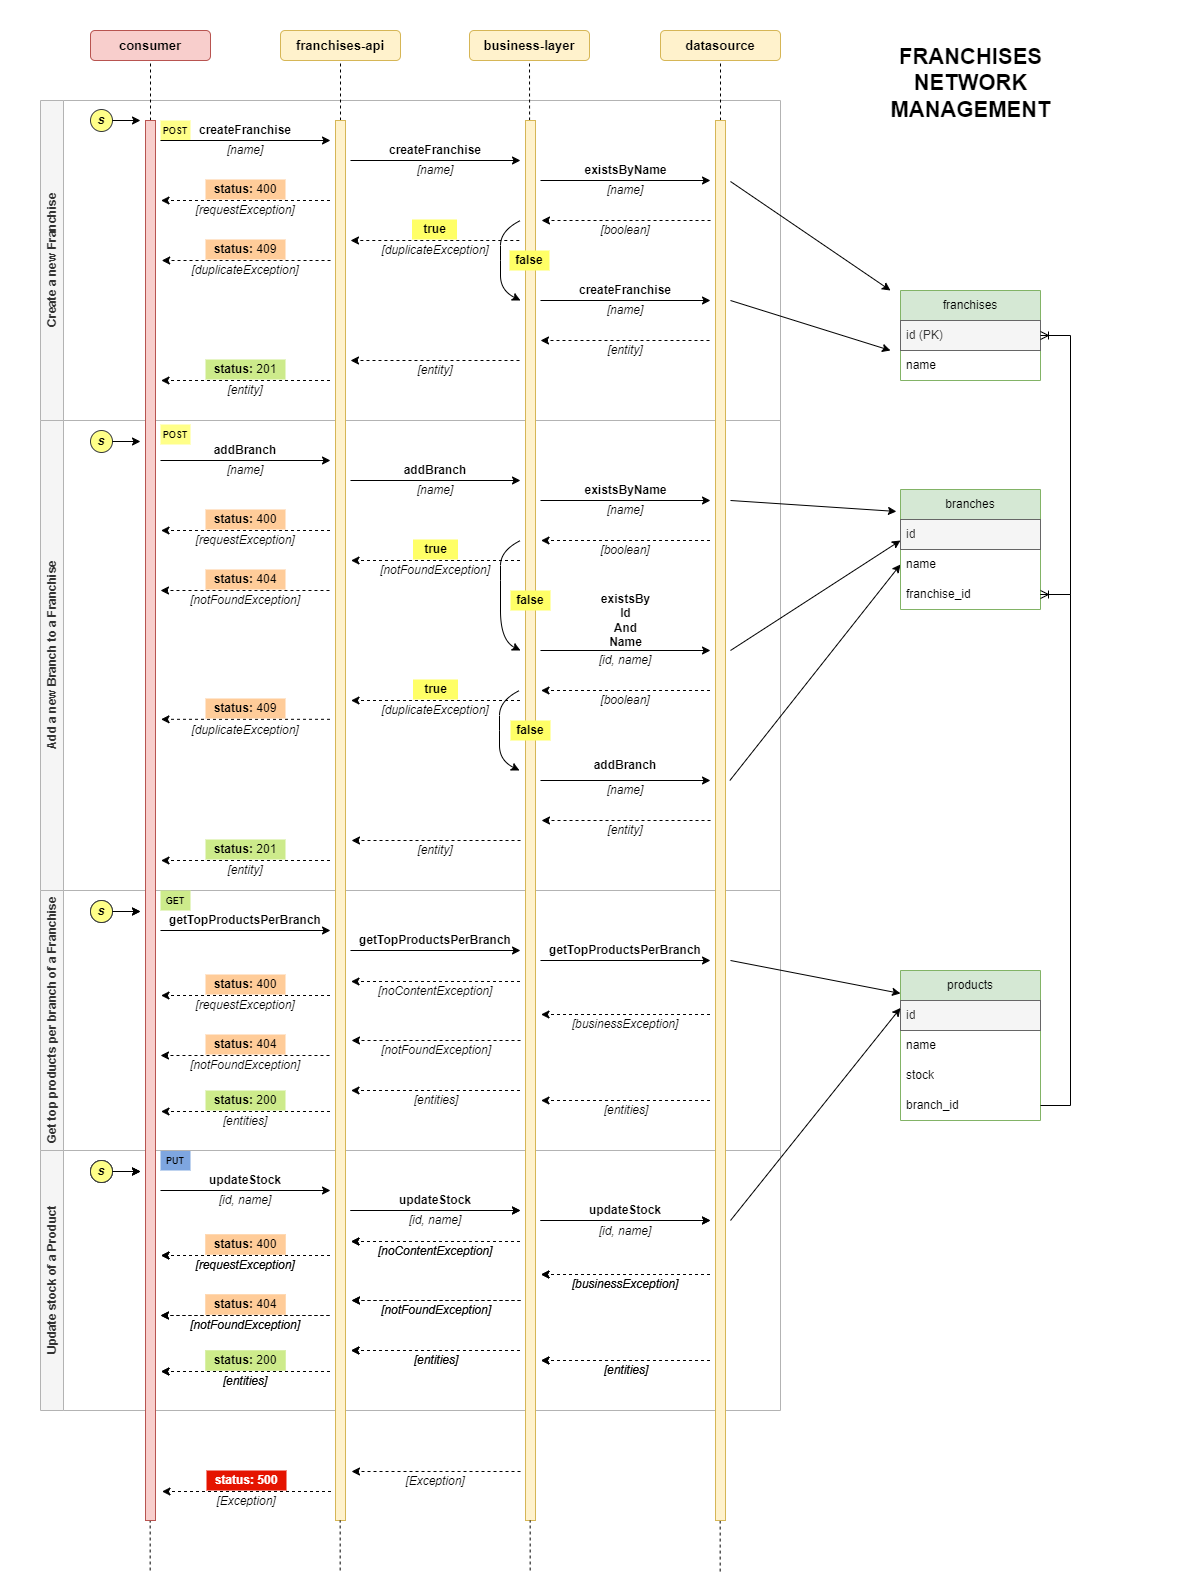 consumer
franchises-api
business-layer
datasource
FRANCHISES
NETWORK
MANAGEMENT
Create a new Franchise
S
POST
createFranchise
[name]
createFranchise
[name]
existsByName
[name]
status: 400
[requestException]
[boolean]
true
[duplicateException]
status: 409
[duplicateException]
false
createFranchise
[name]
[entity]
[entity]
status: 201
[entity]
franchises
id (PK)
name
Add a new Branch to a Franchise
S
POST
addBranch
[name]
addBranch
[name]
existsByName
[name]
status: 400
[requestException]
[boolean]
true
[notFoundException]
status: 404
[notFoundException]
false
existsBy
Id
And
Name
[id, name]
[boolean]
true
[duplicateException]
status: 409
[duplicateException]
false
addBranch
[name]
[entity]
[entity]
status: 201
[entity]
branches
id
name
franchise_id
Get top products per branch of a Franchise
S
GET
getTopProductsPerBranch
getTopProductsPerBranch
getTopProductsPerBranch
status: 400
[requestException]
[noContentException]
[businessException]
status: 404
[notFoundException]
[notFoundException]
status: 200
[entities]
[entities]
[entities]
products
id
name
stock
branch_id
Update stock of a Product
S
PUT
updateStock
[id, name]
updateStock
[id, name]
updateStock
[id, name]
status: 400
[requestException]
[noContentException]
[businessException]
status: 404
[notFoundException]
[notFoundException]
status: 200
[entities]
[entities]
[entities]
status: 500
[Exception]
[Exception]